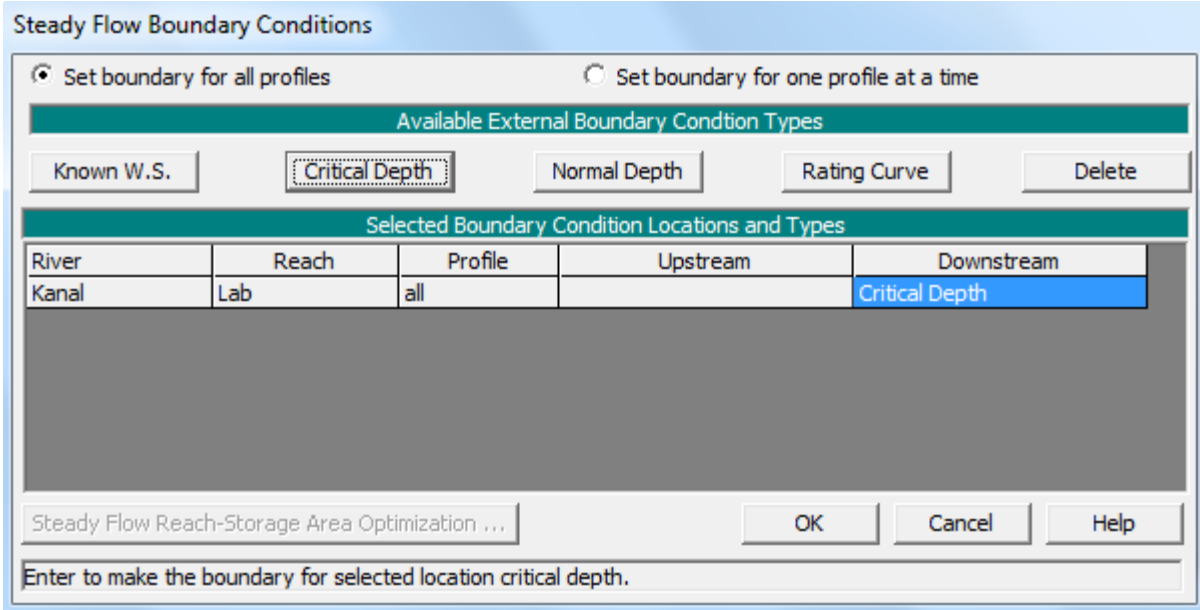 Steady Flow Boundary Conditions
Set boundary for all profiles Set boundary for one profile at a time
Available External Boundary Condtion Types
Known W.S. Critical Depth Normal Depth Rating Curve Delete
Selected Boundary Condition Locations and Types
River Reach Profile Upstream Downstream
Kanal Lab all Critical Depth
Steady Flow Reach-Storage Area Optimization ... OK Cancel Help
Enter to make the boundary for selected location critical depth.